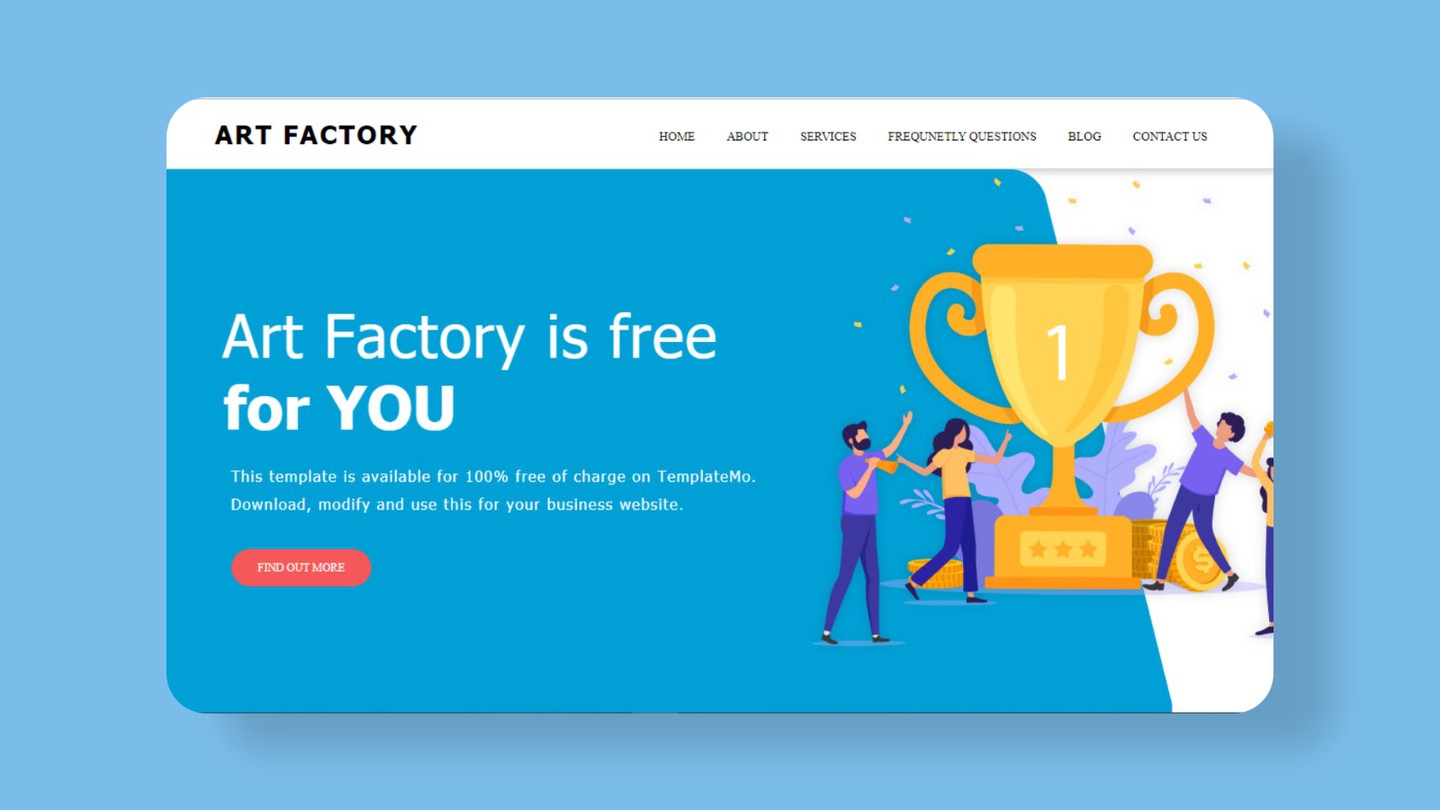 ART FACTORY
HOME ABOUT SERVICES FREQUNETLY QUESTIONS BLOG CONTACT US
Art Factory is free
for YOU
This template is available for 100% free of charge on TemplateMo.
Download, modify and use this for your business website.
FIND OUT MORE
1
$